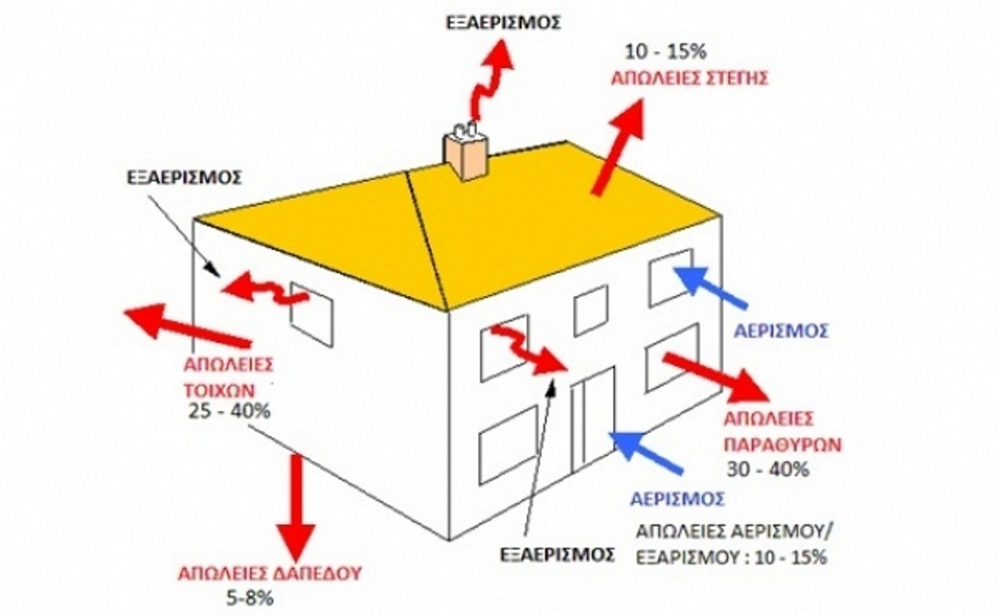 ΕΞΑΕΡΙΣΜΟΣ
10 - 15%
ΑΠΩΛΕΙΕΣ ΣΤΕΓΗΣ
ΕΞΑΕΡΙΣΜΟΣ
ΑΕΡΙΣΜΟΣ
ΑΠΩΛΕΙΕΣ
ΤΟΙΧΩΝ
25 - 40%
ΑΠΩΛΕΙΕΣ
ΠΑΡΑΘΥΡΩΝ
30 - 40%
ΑΕΡΙΣΜΟΣ
ΑΠΩΛΕΙΕΣ ΑΕΡΙΣΜΟΥ/
ΕΞΑΡΙΣΜΟΥ : 10 - 15%
ΕΞΑΕΡΙΣΜΟΣ
ΑΠΩΛΕΙΕΣ ΔΑΠΕΔΟΥ
5-8%